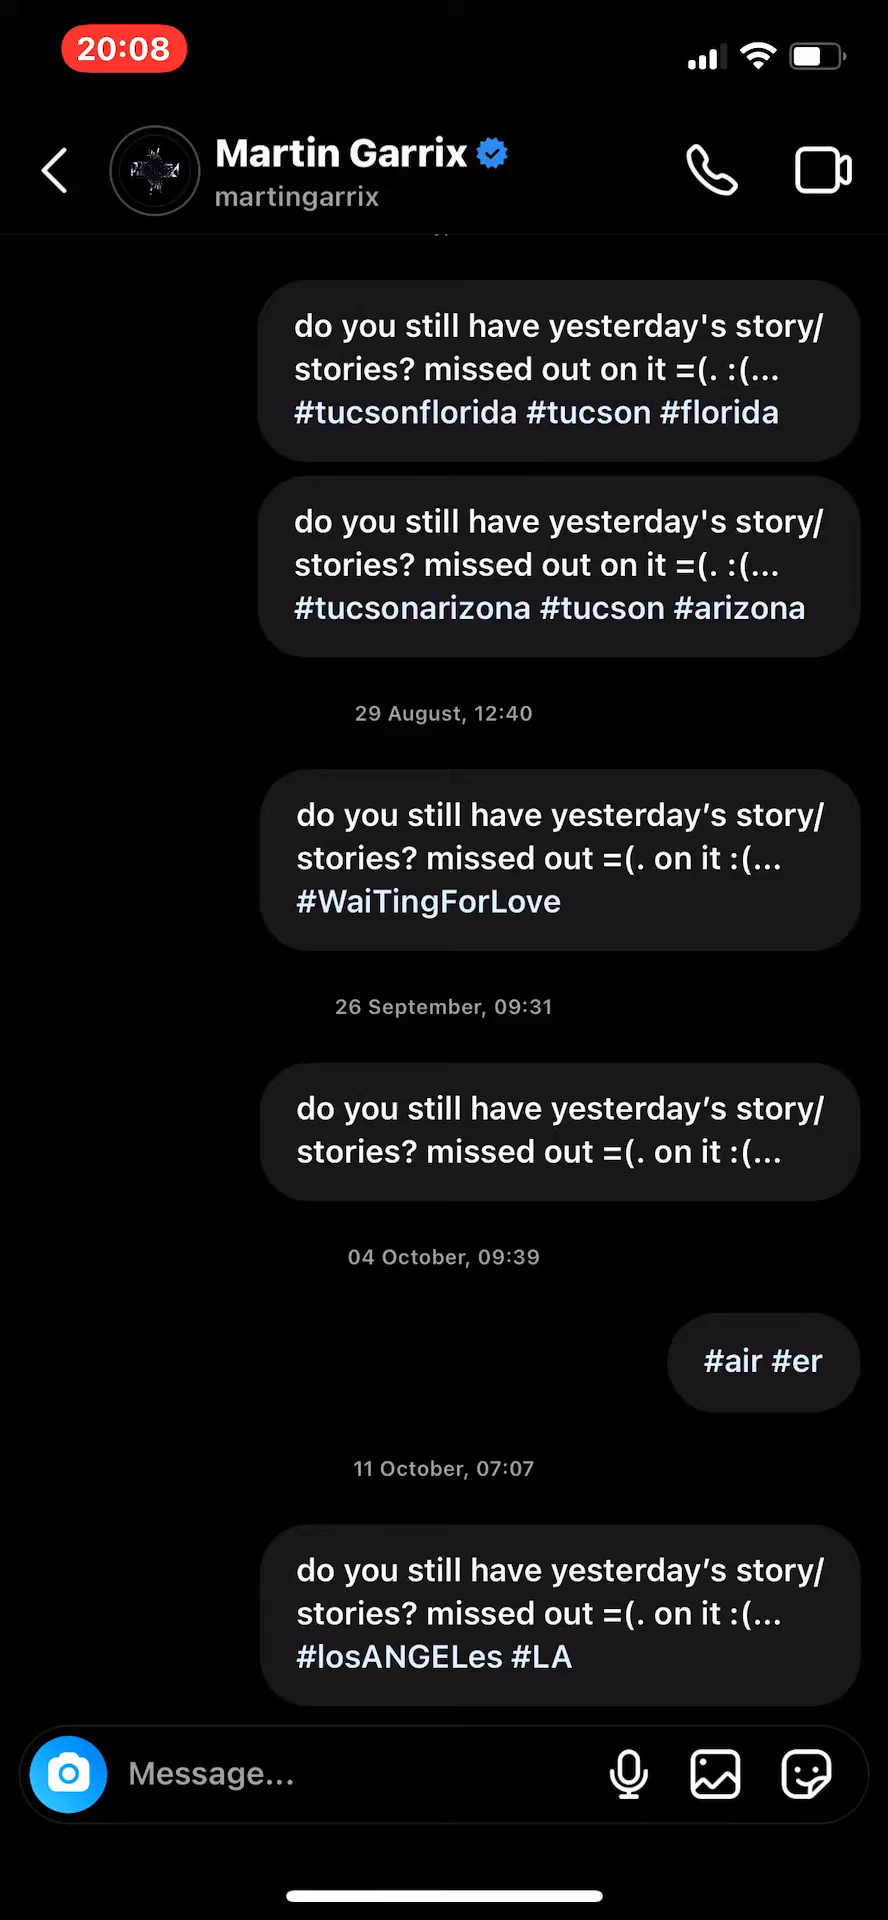 20:08
Martin Garrix
martingarrix
do you still have yesterday's story/
stories? missed out on it =(. :(...
#tucsonflorida #tucson #florida
do you still have yesterday's story/
stories? missed out on it =(. :(...
#tucsonarizona #tucson #arizona
29 August, 12:40
do you still have yesterday’s story/
stories? missed out =(. on it :(...
#WaiTingForLove
26 September, 09:31
do you still have yesterday’s story/
stories? missed out =(. on it :(...
04 October, 09:39
#air #er
11 October, 07:07
do you still have yesterday’s story/
stories? missed out =(. on it :(...
#losANGELes #LA
Message...